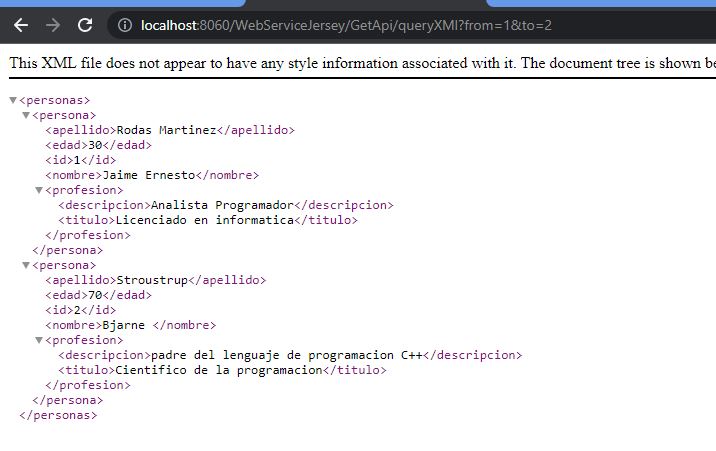 localhost:8060/WebServiceJersey/GetApi/queryXMl?from=1&to=2
This XML file does not appear to have any style information associated with it. The document tree is shown be
<personas>
<persona>
<apellido>Rodas Martinez</apellido>
<edad>30</edad>
<id>1</id>
<nombre>Jaime Ernesto</nombre>
<profesion>
<descripcion>Analista Programador</descripcion>
<titulo>Licenciado en informatica</titulo>
</profesion>
</persona>
<persona>
<apellido>Stroustrup</apellido>
<edad>70</edad>
<id>2</id>
<nombre>Bjarne </nombre>
<profesion>
<descripcion>padre del lenguaje de programacion C++</descripcion>
<titulo>Cientifico de la programacion</titulo>
</profesion>
</persona>
</personas>